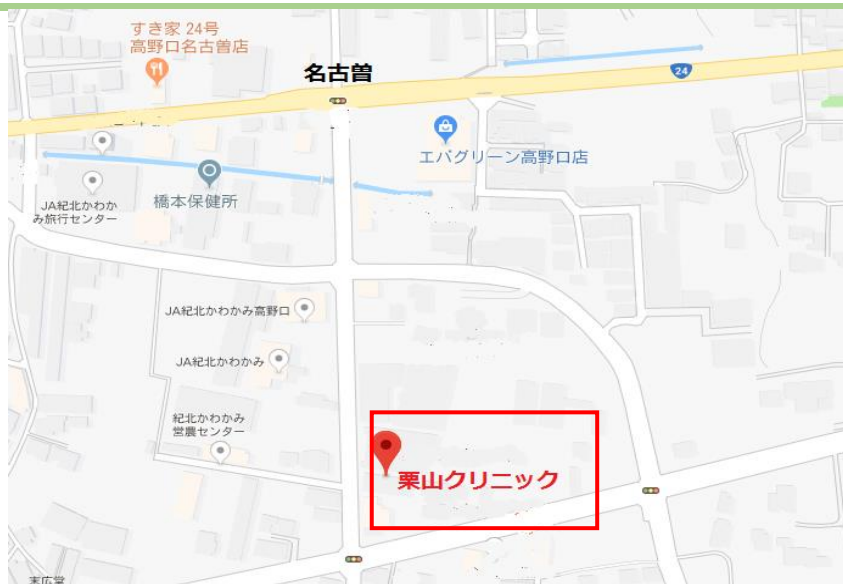 すき家 24号
高野口名古曽店
名古曽
24
エバグリーン高野口店
橋本保健所
JA紀北かわか
み旅行センター
JA紀北かわかみ高野口
JA紀北かわかみ
紀北かわかみ
営農センター
栗山クリニック
末広堂